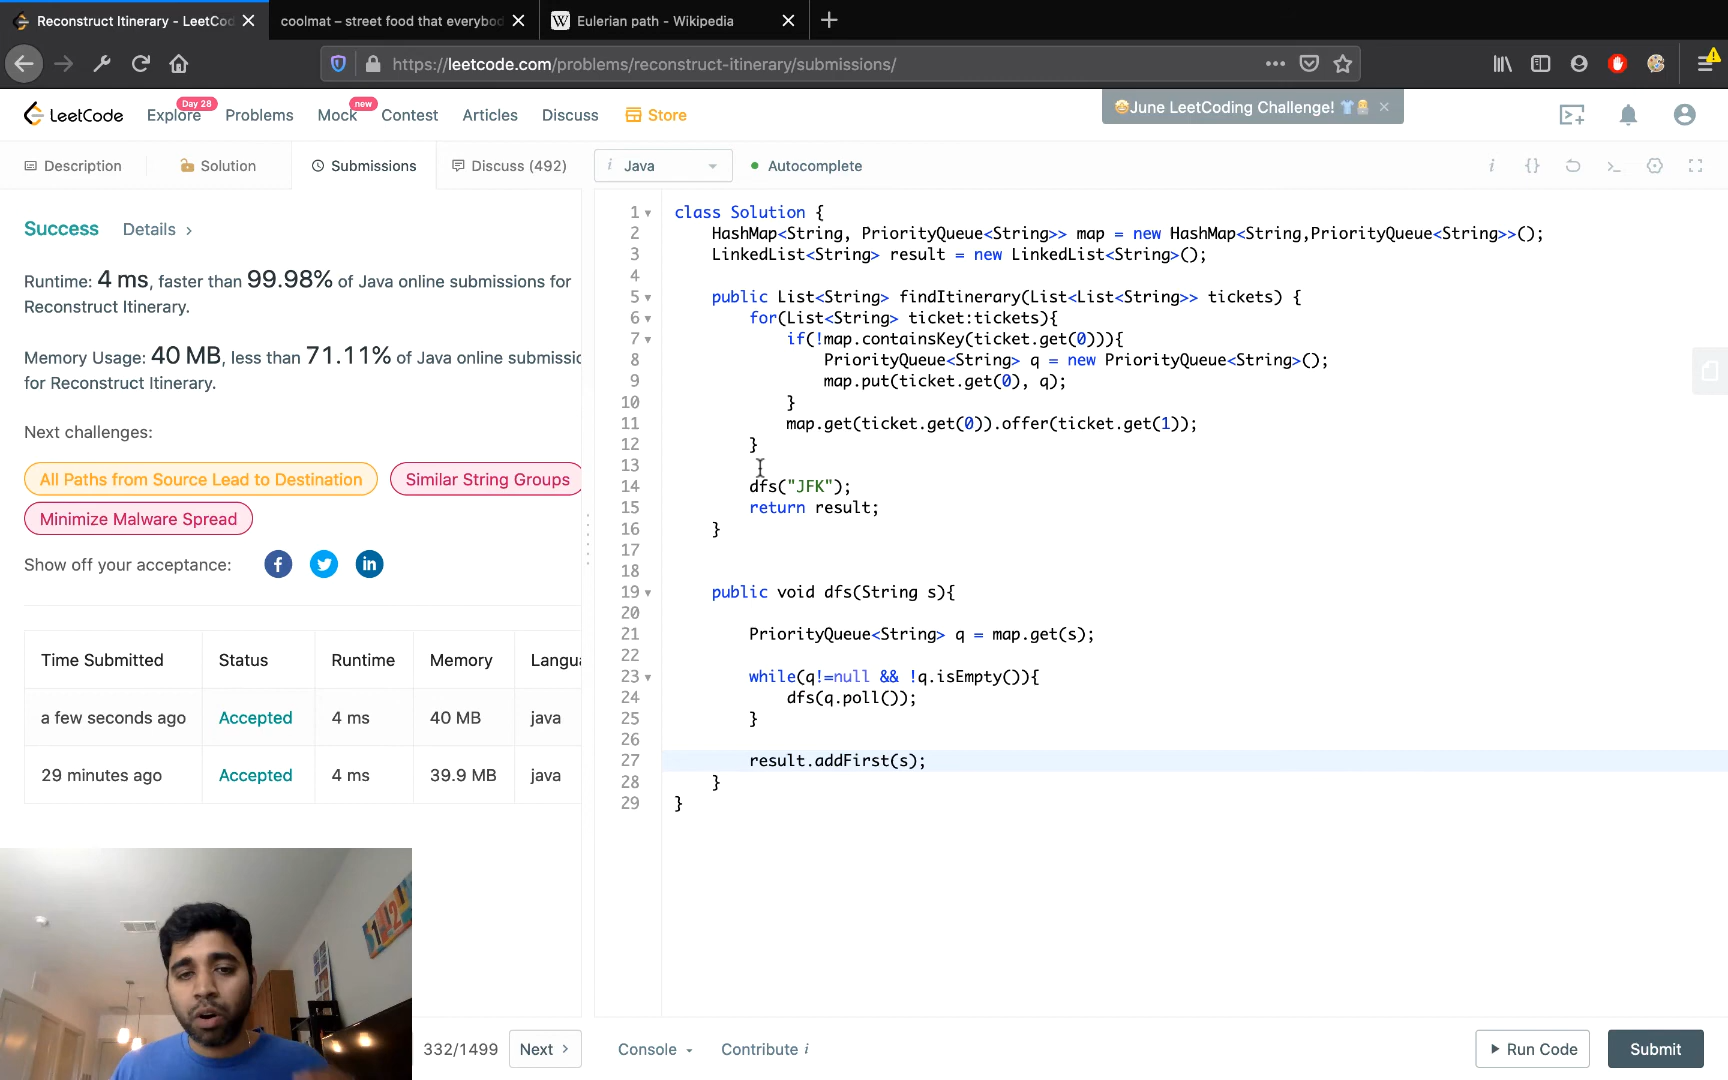 Reconstruct Itinerary - LeetCod
coolmat – street food that everybod
W Eulerian path - Wikipedia
https://leetcode.com/problems/reconstruct-itinerary/submissions/
LeetCode
Explore
Day 28
Problems
Mock
new
Contest
Articles
Discuss
Store
June LeetCoding Challenge!
Description
Solution
Submissions
Discuss (492)
i Java
Autocomplete
Success
Details
Runtime: 4 ms, faster than 99.98% of Java online submissions for
Reconstruct Itinerary.
Memory Usage: 40 MB, less than 71.11% of Java online submissic
for Reconstruct Itinerary.
Next challenges:
All Paths from Source Lead to Destination
Similar String Groups
Minimize Malware Spread
Show off your acceptance:
Time Submitted Status Runtime Memory Langua
a few seconds ago Accepted 4 ms 40 MB java
29 minutes ago Accepted 4 ms 39.9 MB java
332/1499
Next
1 class Solution {
2 HashMap<String, PriorityQueue<String>> map = new HashMap<String,PriorityQueue<String>>();
3 LinkedList<String> result = new LinkedList<String>();
4
5 public List<String> findItinerary(List<List<String>> tickets) {
6 for(List<String> ticket:tickets){
7 if(!map.containsKey(ticket.get(0))){
8 PriorityQueue<String> q = new PriorityQueue<String>();
9 map.put(ticket.get(0), q);
10 }
11 map.get(ticket.get(0)).offer(ticket.get(1));
12 }
13
14 dfs("JFK");
15 return result;
16 }
17
18
19 public void dfs(String s){
20
21 PriorityQueue<String> q = map.get(s);
22
23 while(q!=null && !q.isEmpty()){
24 dfs(q.poll());
25 }
26
27 result.addFirst(s);
28 }
29 }
Console
Contribute i
Run Code
Submit